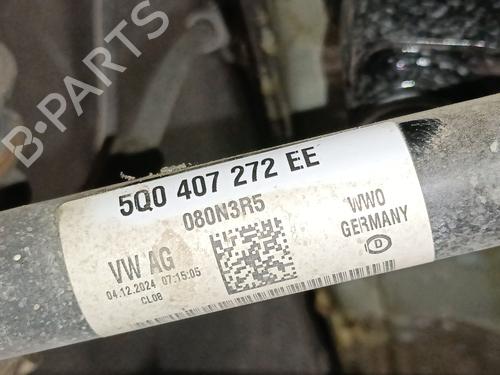 B-PARTS
5Q0 407 272 EE
080N3R5
VW AG
04.12.2024 07:15:05
CL08
WWO
GERMANY
D